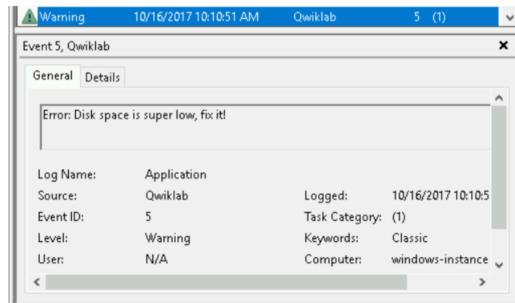 Warning 10/16/2017 10:10:51 AM Qwiklab 5 (1)
Event 5, Qwiklab
General Details
Error: Disk space is super low, fix it!
Log Name: Application
Source: Qwiklab Logged: 10/16/2017 10:10:5
Event ID: 5 Task Category: (1)
Level: Warning Keywords: Classic
User: N/A Computer: windows-instance